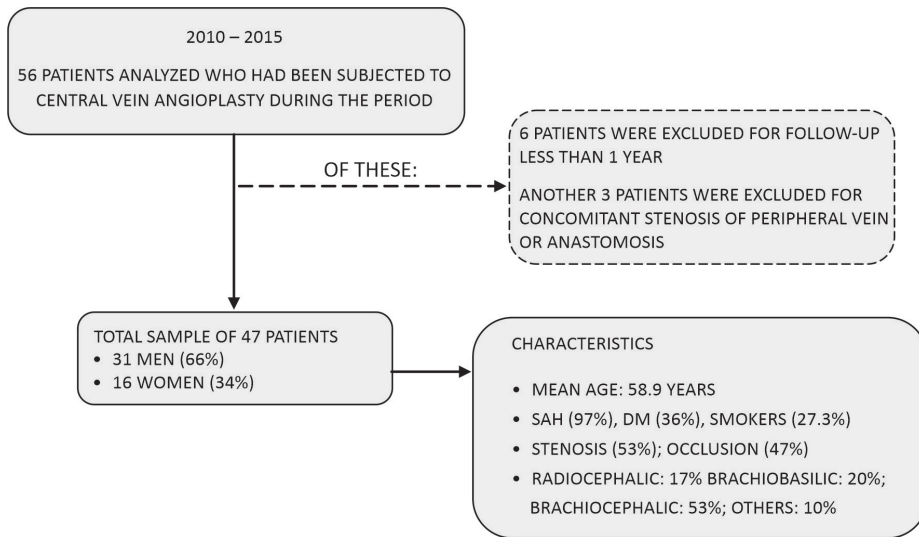 2010 – 2015
56 PATIENTS ANALYZED WHO HAD BEEN SUBJECTED TO
CENTRAL VEIN ANGIOPLASTY DURING THE PERIOD
OF THESE:
6 PATIENTS WERE EXCLUDED FOR FOLLOW-UP
LESS THAN 1 YEAR
ANOTHER 3 PATIENTS WERE EXCLUDED FOR
CONCOMITANT STENOSIS OF PERIPHERAL VEIN
OR ANASTOMOSIS
TOTAL SAMPLE OF 47 PATIENTS
• 31 MEN (66%)
• 16 WOMEN (34%)
CHARACTERISTICS
• MEAN AGE: 58.9 YEARS
• SAH (97%), DM (36%), SMOKERS (27.3%)
• STENOSIS (53%); OCCLUSION (47%)
• RADIOCEPHALIC: 17% BRACHIOBASILIC: 20%;
BRACHIOCEPHALIC: 53%; OTHERS: 10%